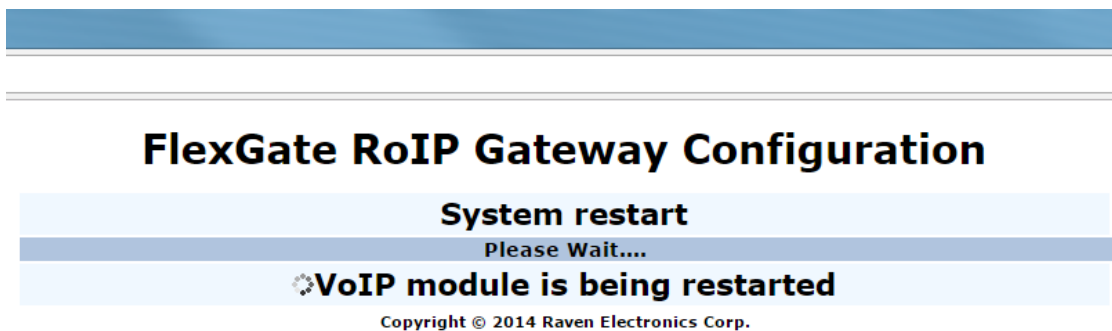 FlexGate RoIP Gateway Configuration
System restart
Please Wait....
VoIP module is being restarted
Copyright © 2014 Raven Electronics Corp.